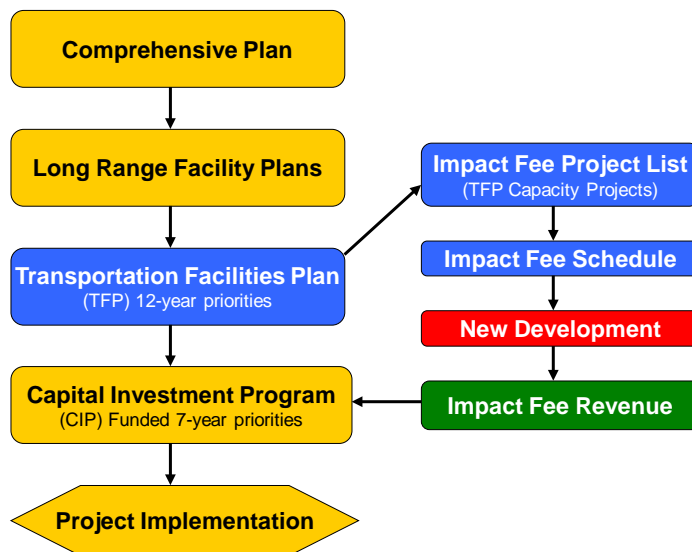 Comprehensive Plan
Long Range Facility Plans
Transportation Facilities Plan
(TFP) 12-year priorities
Capital Investment Program
(CIP) Funded 7-year priorities
Project Implementation
Impact Fee Project List
(TFP Capacity Projects)
Impact Fee Schedule
New Development
Impact Fee Revenue